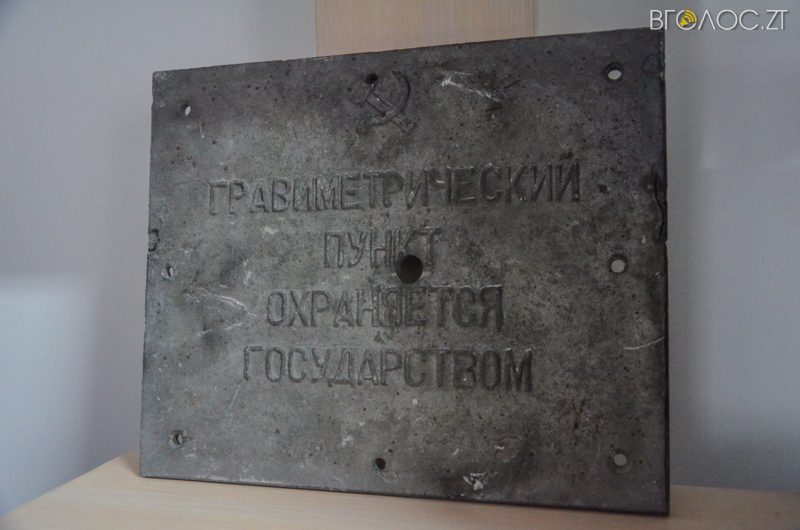 ВГОЛОС.ZT
ГРАВИМЕТРИЧЕСКИЙ
ПУНКТ
ОХРАНЯЕТСЯ
ГОСУДАРСТВОМ